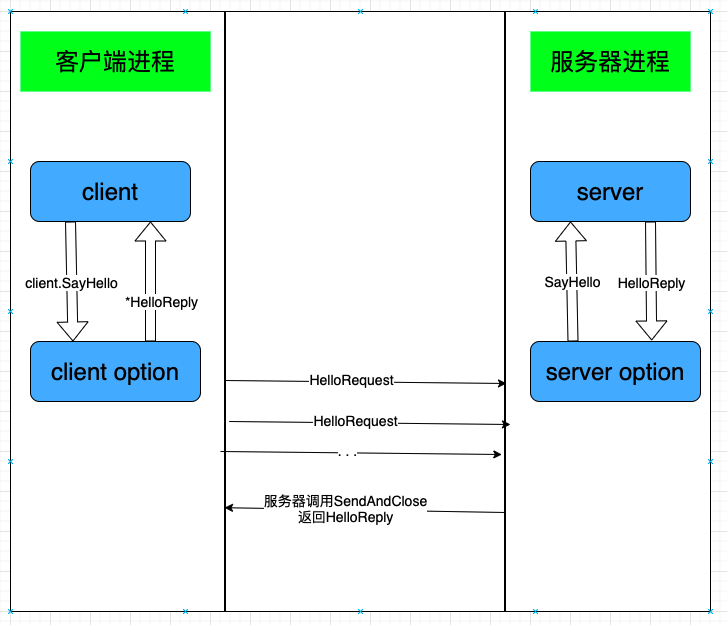 客户端进程
服务器进程
client
server
client.SayHello
*HelloReply
SayHello
HelloReply
client option
server option
HelloRequest
HelloRequest
. . .
服务器调用SendAndClose
返回HelloReply